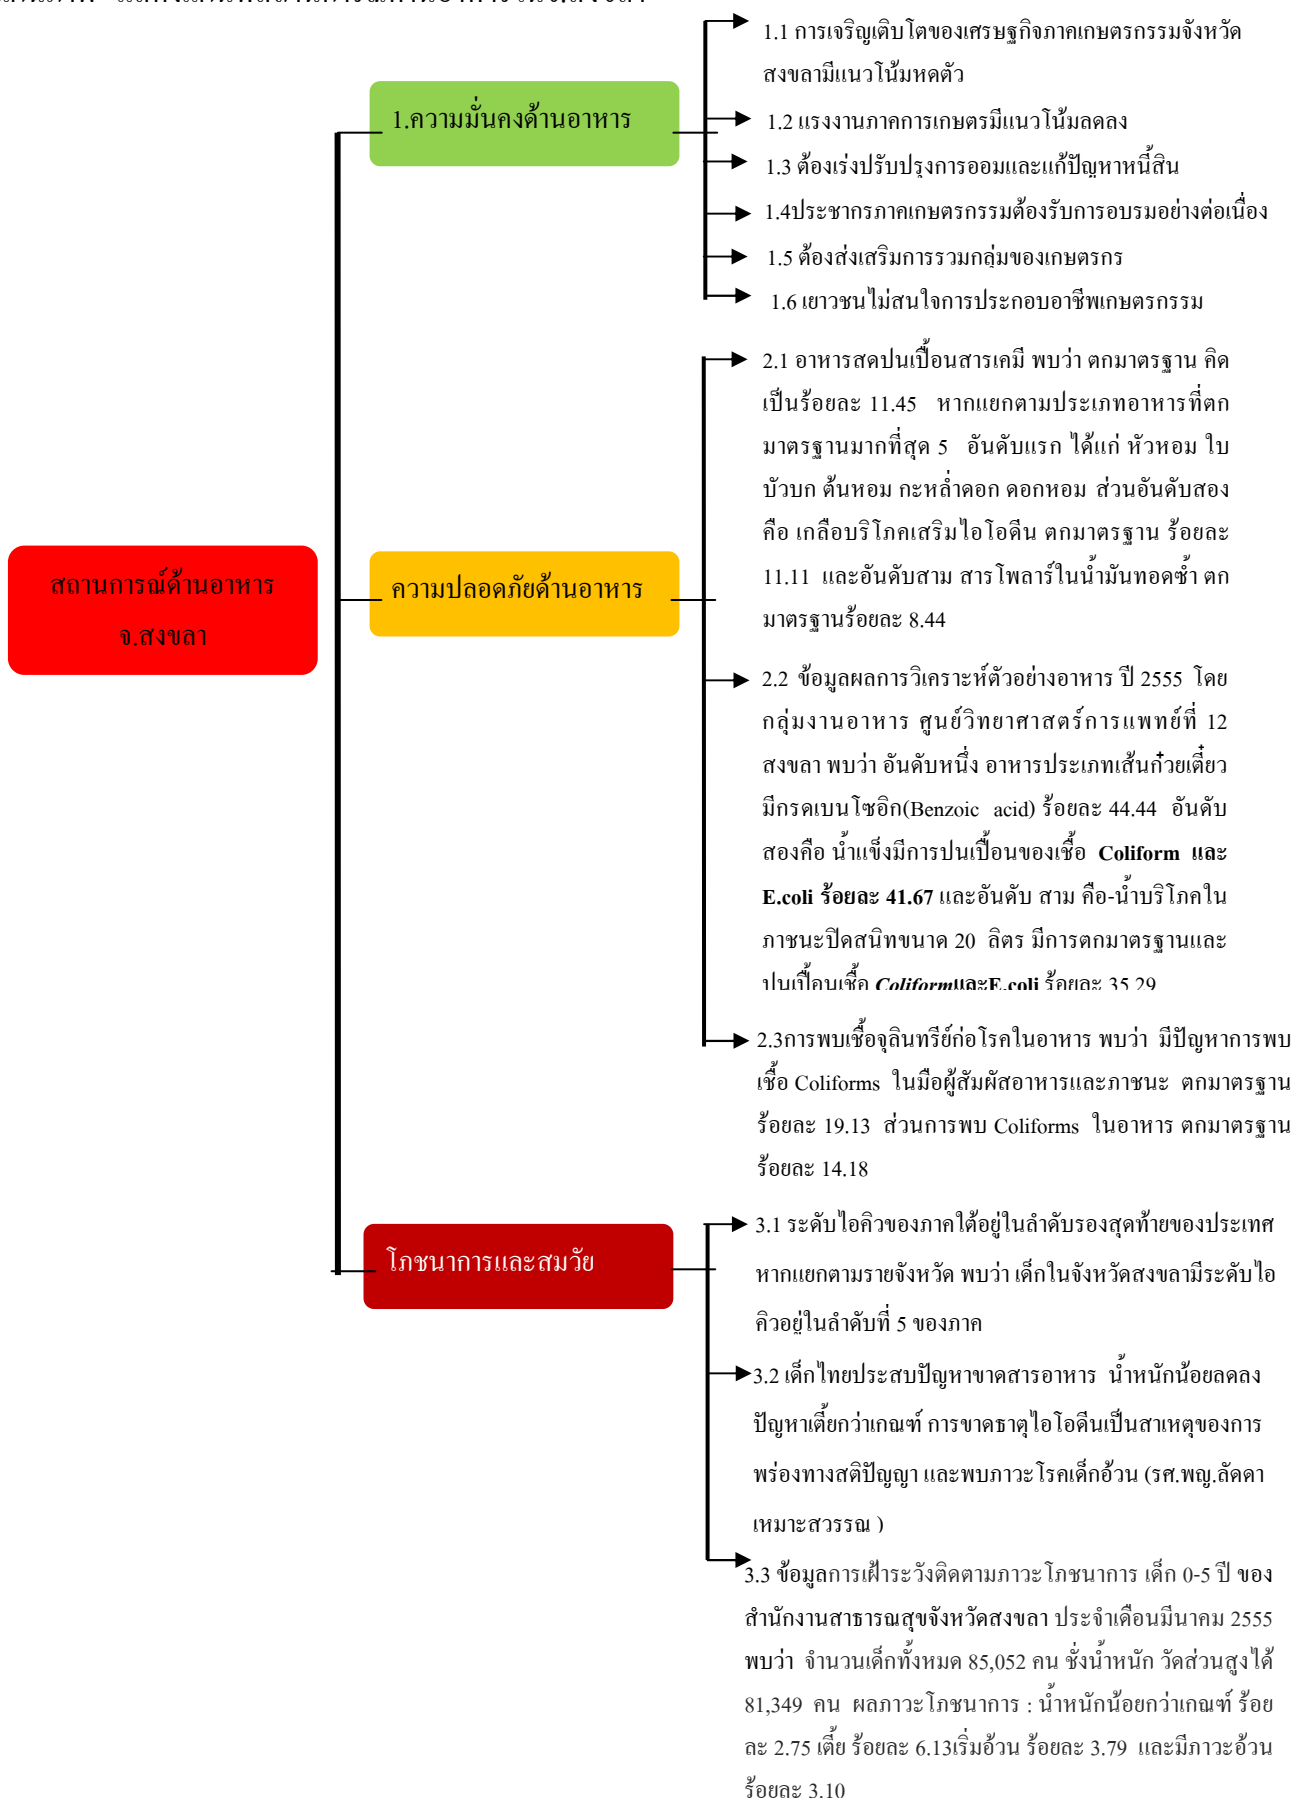 1.1 การเจริญเติบโตของเศรษฐกิจภาคเกษตรกรรมจังหวัด
สงขลามีแนวโน้มหดตัว
1.ความมั่นคงด้านอาหาร
1.2 แรงงานภาคการเกษตรมีแนวโน้มลดลง
1.3 ต้องเร่งปรับปรุงการออมและแก้ปัญหาหนี้สิน
1.4ประชากรภาคเกษตรกรรมต้องรับการอบรมอย่างต่อเนื่อง
1.5 ต้องส่งเสริมการรวมกลุ่มของเกษตรกร
1.6 เยาวชนไม่สนใจการประกอบอาชีพเกษตรกรรม
สถานการณ์ด้านอาหาร
จ.สงขลา
ความปลอดภัยด้านอาหาร
2.1 อาหารสดปนเปื้อนสารเคมี พบว่า ตกมาตรฐาน คิด
เป็นร้อยละ 11.45 หากแยกตามประเภทอาหารที่ตก
มาตรฐานมากที่สุด 5 อันดับแรก ได้แก่ หัวหอม ใบ
บัวบก ต้นหอม กะหล่ำดอก ดอกหอม ส่วนอันดับสอง
คือ เกลือบริโภคเสริมไอโอดีน ตกมาตรฐาน ร้อยละ
11.11 และอันดับสาม สารโพลาร์ในน้ำมันทอดซ้ำ ตก
มาตรฐานร้อยละ 8.44
2.2 ข้อมูลผลการวิเคราะห์ตัวอย่างอาหาร ปี 2555 โดย
กลุ่มงานอาหาร ศูนย์วิทยาศาสตร์การแพทย์ที่ 12
สงขลา พบว่า อันดับหนึ่ง อาหารประเภทเส้นก๋วยเตี๋ยว
มีกรดเบนโซอิก(Benzoic acid) ร้อยละ 44.44 อันดับ
สองคือ น้ำแข็งมีการปนเปื้อนของเชื้อ Coliform และ
E.coli ร้อยละ 41.67 และอันดับ สาม คือ-น้ำบริโภคใน
ภาชนะปิดสนิทขนาด 20 ลิตร มีการตกมาตรฐานและ
ปนเปื้อนเชื้อ ColiformและE.coli ร้อยละ 35.29
2.3การพบเชื้อจุลินทรีย์ก่อโรคในอาหาร พบว่า มีปัญหาการพบ
เชื้อ Coliforms ในมือผู้สัมผัสอาหารและภาชนะ ตกมาตรฐาน
ร้อยละ 19.13 ส่วนการพบ Coliforms ในอาหาร ตกมาตรฐาน
ร้อยละ 14.18
โภชนาการและสมวัย
3.1 ระดับไอคิวของภาคใต้อยู่ในลำดับรองสุดท้ายของประเทศ
หากแยกตามรายจังหวัด พบว่า เด็กในจังหวัดสงขลามีระดับไอ
คิวอยู่ในลำดับที่ 5 ของภาค
3.2 เด็กไทยประสบปัญหาขาดสารอาหาร น้ำหนักน้อยลดลง
ปัญหาเตี้ยกว่าเกณฑ์ การขาดธาตุไอโอดีนเป็นสาเหตุของการ
พร่องทางสติปัญญา และพบภาวะโรคเด็กอ้วน (รศ.พญ.ลัดดา
เหมาะสวรรณ )
3.3 ข้อมูลการเฝ้าระวังติดตามภาวะโภชนาการ เด็ก 0-5 ปี ของ
สำนักงานสาธารณสุขจังหวัดสงขลา ประจำเดือนมีนาคม 2555
พบว่า จำนวนเด็กทั้งหมด 85,052 คน ชั่งน้ำหนัก วัดส่วนสูงได้
81,349 คน ผลภาวะโภชนาการ : น้ำหนักน้อยกว่าเกณฑ์ ร้อย
ละ 2.75 เตี้ย ร้อยละ 6.13เริ่มอ้วน ร้อยละ 3.79 และมีภาวะอ้วน
ร้อยละ 3.10